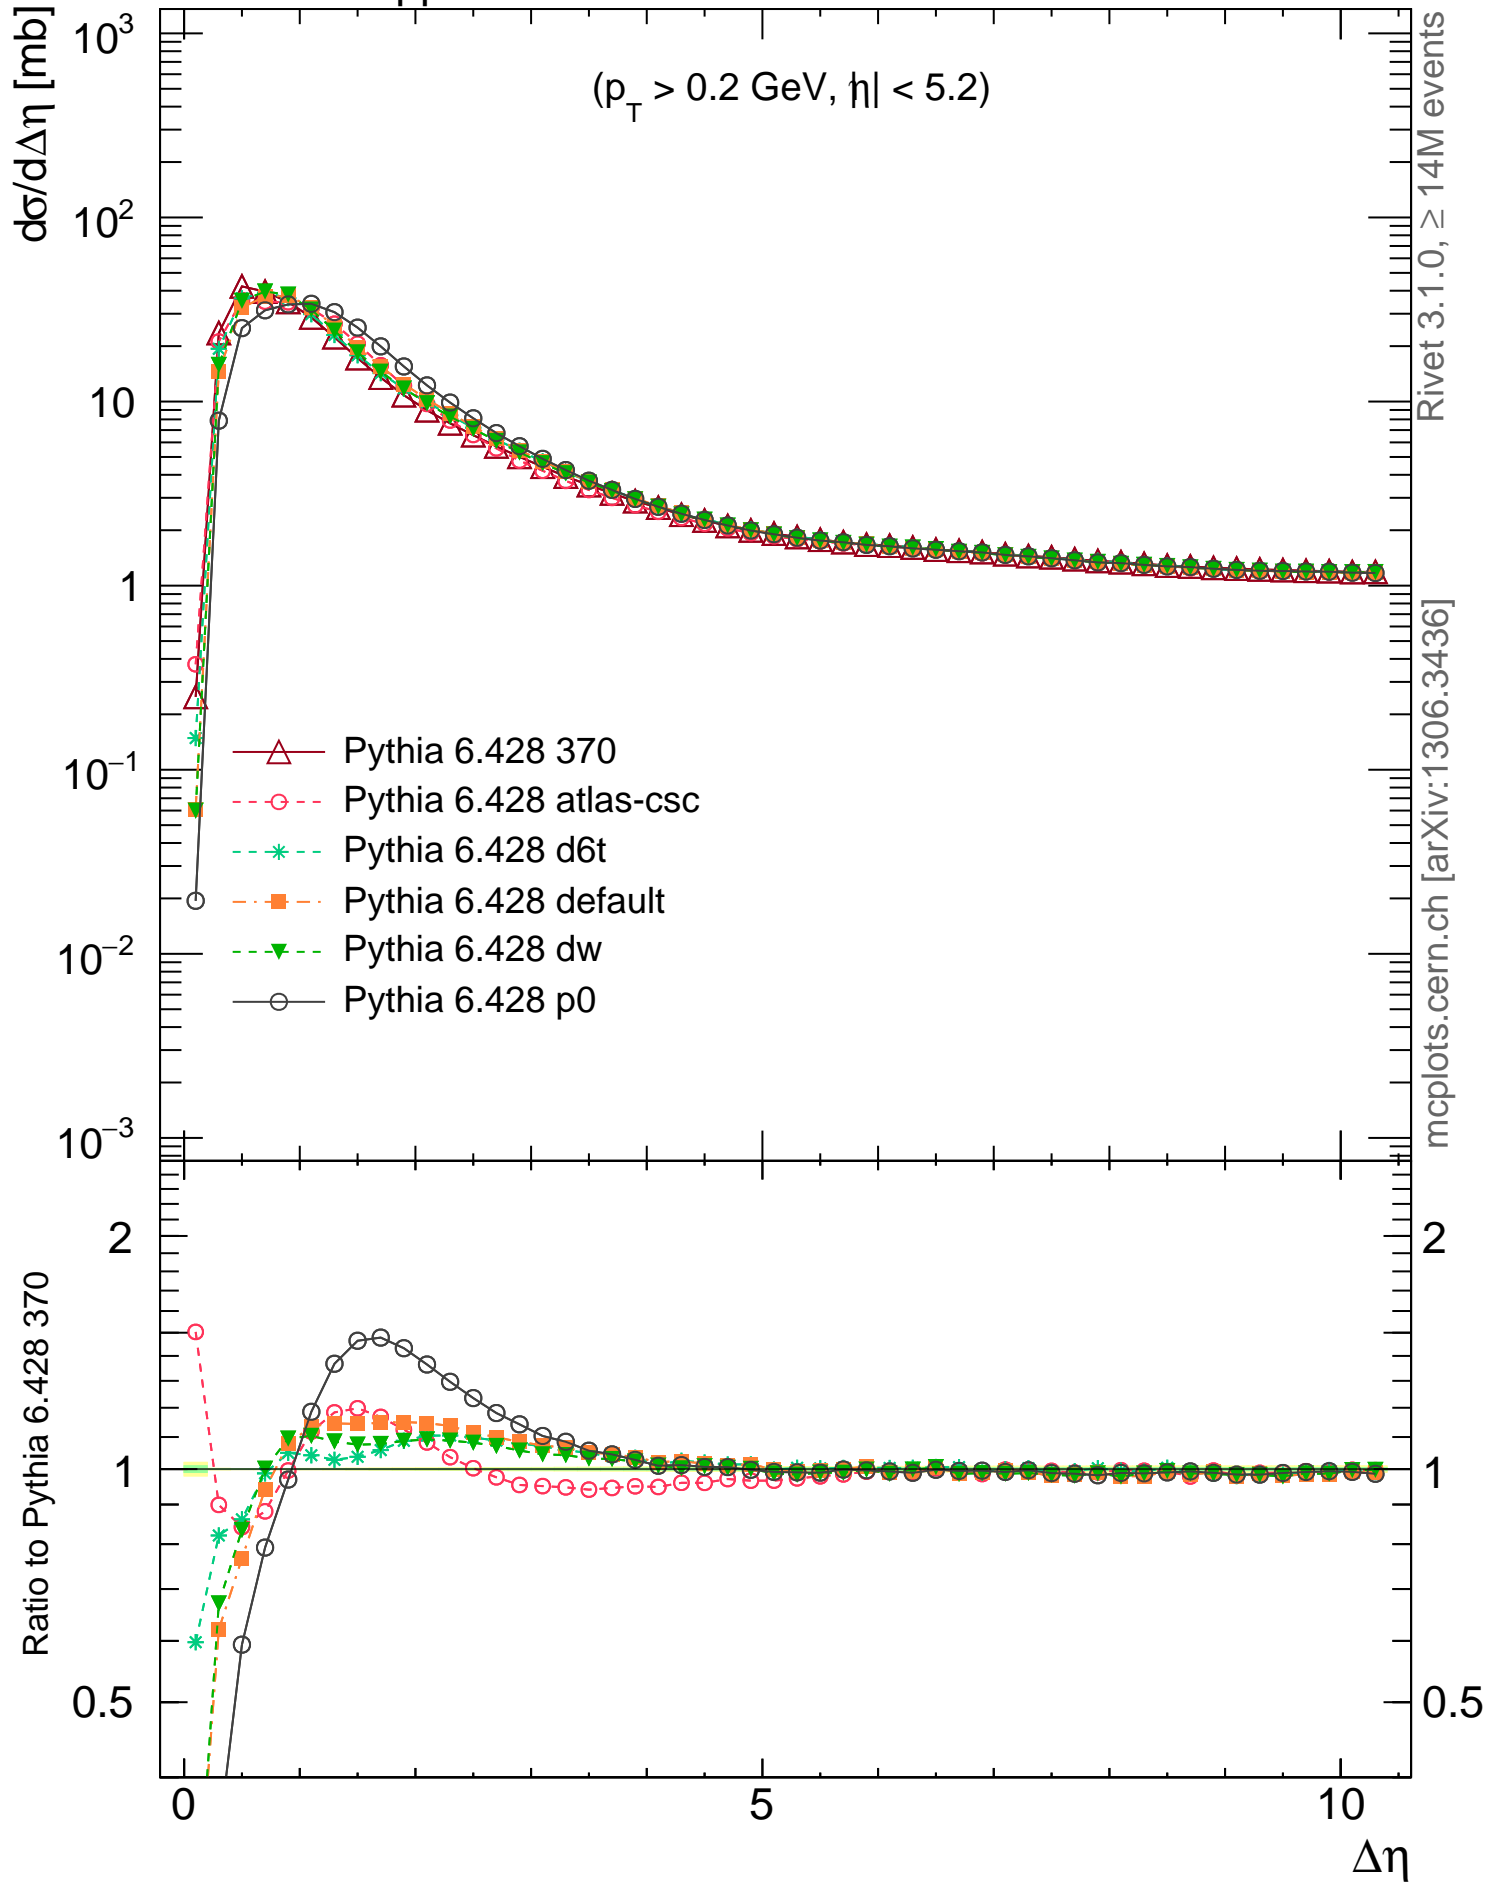 pp
dσ/dΔη [mb]
(p_T > 0.2 GeV, |η| < 5.2)
10^3
10^2
10
1
10^−1
10^−2
10^−3
Pythia 6.428 370
Pythia 6.428 atlas-csc
Pythia 6.428 d6t
Pythia 6.428 default
Pythia 6.428 dw
Pythia 6.428 p0
Rivet 3.1.0, ≥ 14M events
mcplots.cern.ch [arXiv:1306.3436]
Ratio to Pythia 6.428 370
2
1
0.5
2
1
0.5
0
5
10
Δη